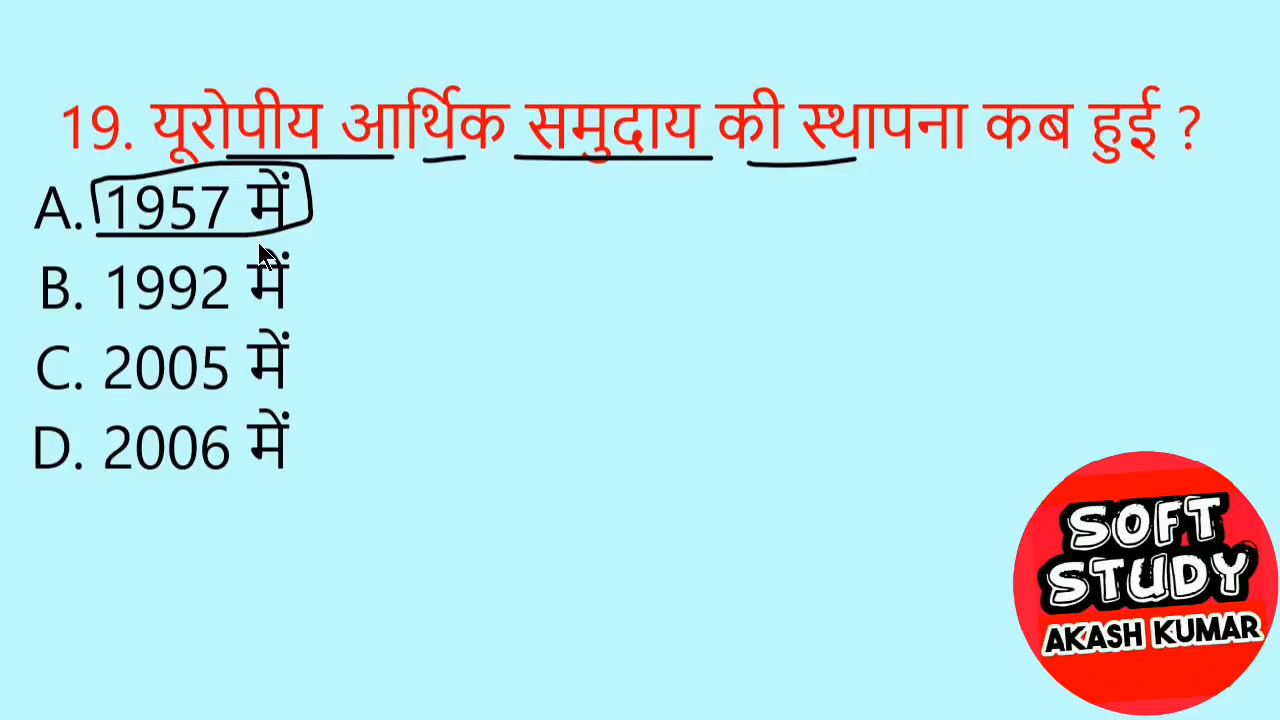 19. यूरोपीय आर्थिक समुदाय की स्थापना कब हुई ?
A. 1957 में
B. 1992 में
C. 2005 में
D. 2006 में
SOFT
STUDY
AKASH KUMAR